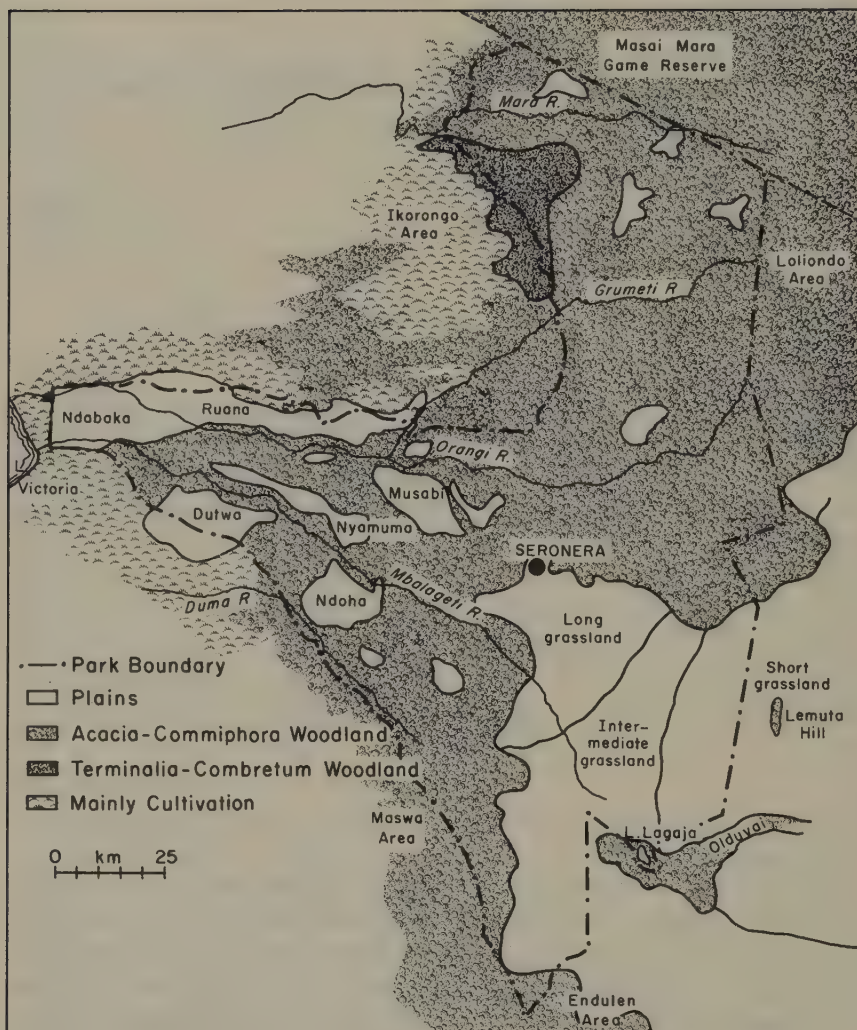 Masai Mara
Game Reserve
Mara R.
Ikorongo
Area
Loliondo
Area
Grumeti R
Ndabaka
Ruana
Orangi R.
L.
Victoria
Musabi
Dutwa
Nyamuma
SERONERA
Mbalageti R
Duma R
Ndoha
Long
grassland
Park Boundary
Plains
Acacia-Commiphora Woodland
Terminalia-Combretum Woodland
Mainly Cultivation
Short
grassland
Lemuta
Hill
Inter-
mediate
grassland
Maswa
Area
0 km 25
L. Lagaja
Olduvai
Endulen
Area